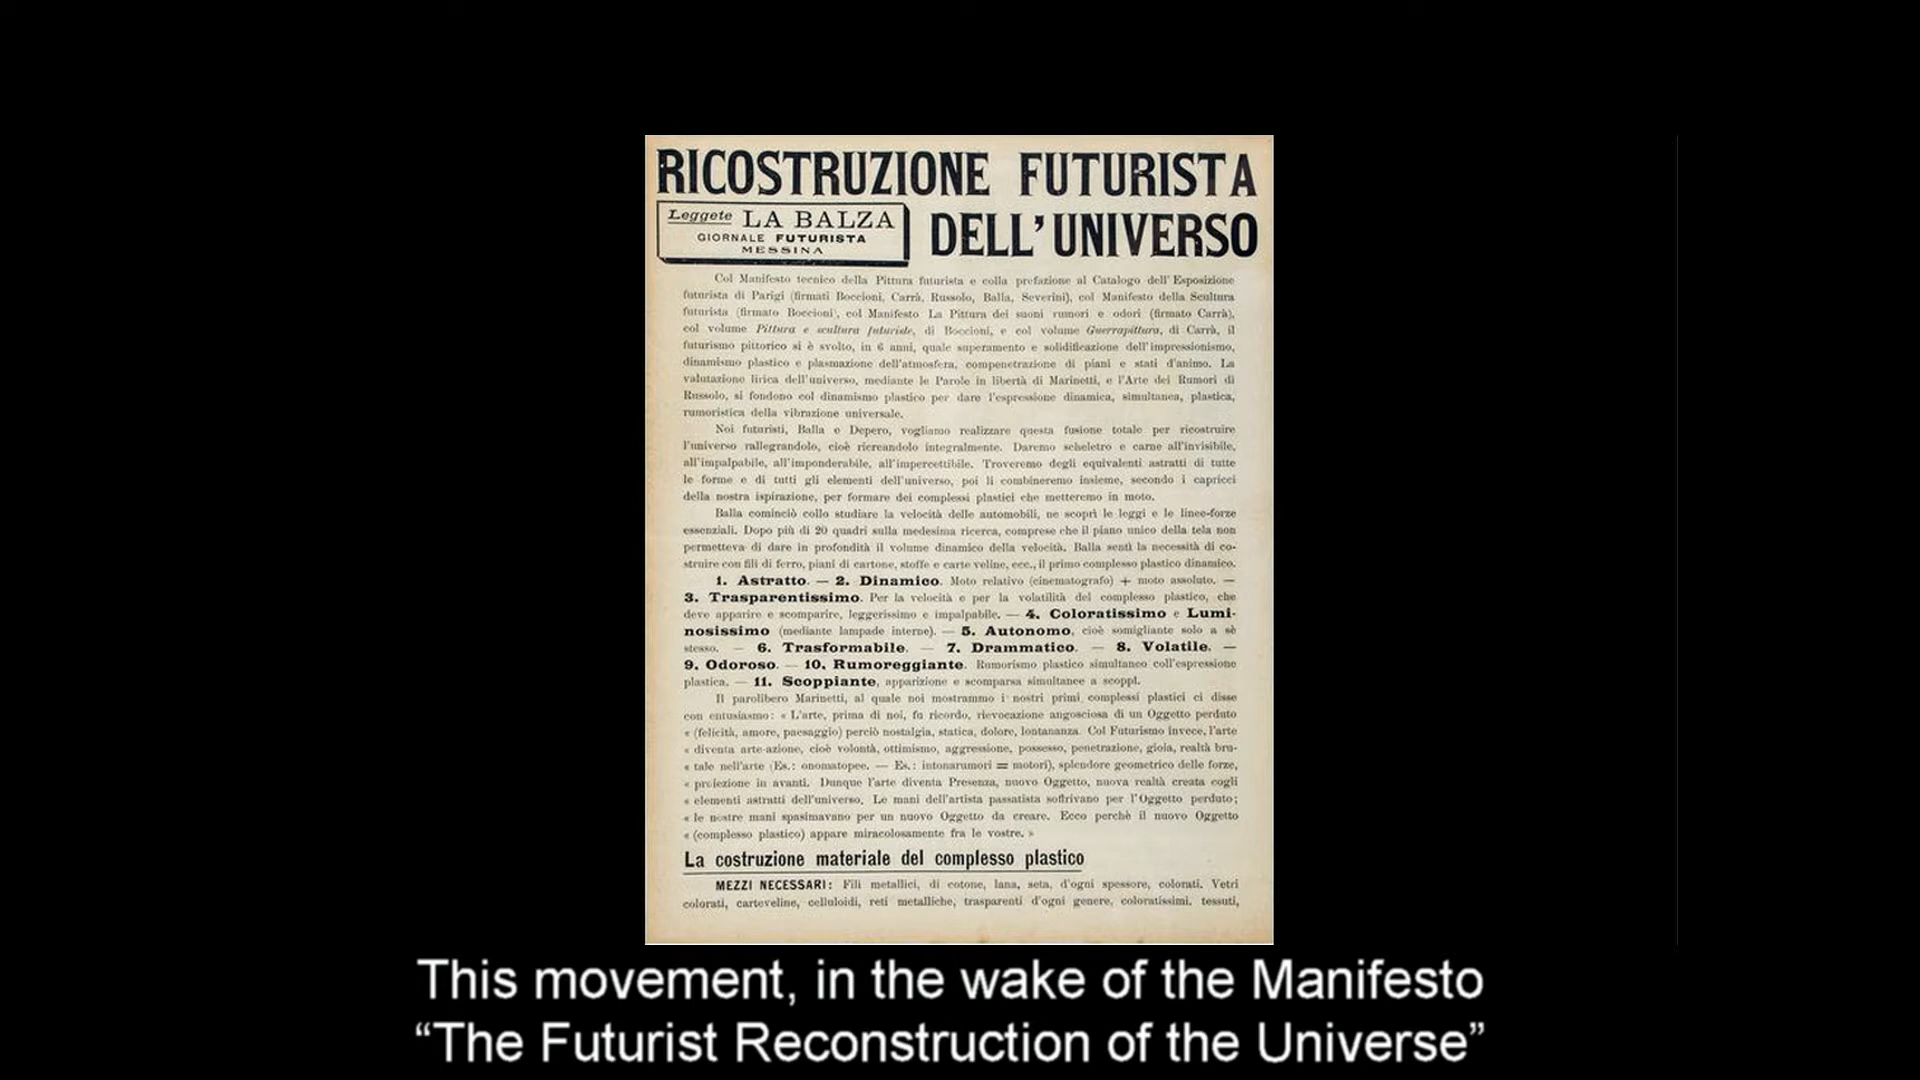 RICOSTRUZIONE FUTURISTA
Leggete LA BALZA
GIORNALE FUTURISTA
MESSINA
DELL'UNIVERSO
Col Manifesto tecnico della Pittura futurista e colla prefazione al Catalogo dell'Esposizione
futurista di Parigi (firmati Boccioni, Carrà, Russolo, Balla, Severini), col Manifesto della Scultura
futurista (firmato Boccioni), col Manifesto La Pittura dei suoni rumori e odori (firmato Carrà),
col volume Pittura e scultura futuriste, di Boccioni, e col volume Guerrapittura, di Carrà, il
futurismo pittorico si è svolto, in 6 anni, quale superamento e solidificazione dell'impressionismo,
dinamismo plastico e plasmazione dell'atmosfera, compenetrazione di piani e stati d'animo. La
valutazione lirica dell'universo, mediante le Parole in libertà di Marinetti, e l'Arte dei Rumori di
Russolo, si fondono col dinamismo plastico per dare l'espressione dinamica, simultanea, plastica,
rumoristica della vibrazione universale.
Noi futuristi, Balla e Depero, vogliamo realizzare questa fusione totale per ricostruire
l'universo rallegrandolo, cioè ricreandolo integralmente. Daremo scheletro e carne all'invisibile,
all'impalpabile, all'imponderabile, all'impercettibile. Troveremo degli equivalenti astratti di tutte
le forme e di tutti gli elementi dell'universo, poi li combineremo insieme, secondo i capricci
della nostra ispirazione, per formare dei complessi plastici che metteremo in moto.
Balla cominciò collo studiare la velocità delle automobili, ne scoprì le leggi e le linee-forze
essenziali. Dopo più di 20 quadri sulla medesima ricerca, comprese che il piano unico della tela non
permetteva di dare in profondità il volume dinamico della velocità. Balla sentì la necessità di co-
struire con fili di ferro, piani di cartone, stoffe e carte veline, ecc., il primo complesso plastico dinamico.
1. Astratto. — 2. Dinamico. Moto relativo (cinematografo) + moto assoluto. —
3. Trasparentissimo. Per la velocità e per la volatilità del complesso plastico, che
deve apparire e scomparire, leggerissimo e impalpabile. — 4. Coloratissimo e Lumi-
nosissimo (mediante lampade interne). — 5. Autonomo, cioè somigliante solo a sè
stesso. — 6. Trasformabile. — 7. Drammatico. — 8. Volatile. —
9. Odoroso. — 10. Rumoreggiante. Rumorismo plastico simultaneo coll'espressione
plastica. — 11. Scoppiante, apparizione e scomparsa simultanee a scoppî.
Il parolibero Marinetti, al quale noi mostrammo i nostri primi complessi plastici ci disse
con entusiasmo: « L'arte, prima di noi, fu ricordo, rievocazione angosciosa di un Oggetto perduto
« (felicità, amore, paesaggio) perciò nostalgia, statica, dolore, lontananza. Col Futurismo invece, l'arte
« diventa arte-azione, cioè volontà, ottimismo, aggressione, possesso, penetrazione, gioia, realtà bru-
« tale nell'arte (Es.: onomatopee. — Es.: intonarumori = motori), splendore geometrico delle forze,
« proiezione in avanti. Dunque l'arte diventa Presenza, nuovo Oggetto, nuova realtà creata cogli
« elementi astratti dell'universo. Le mani dell'artista passatista soffrivano per l'Oggetto perduto;
« le nostre mani spasimavano per un nuovo Oggetto da creare. Ecco perchè il nuovo Oggetto
« (complesso plastico) appare miracolosamente fra le vostre. »
La costruzione materiale del complesso plastico
MEZZI NECESSARI: Fili metallici, di cotone, lana, seta, d'ogni spessore, colorati. Vetri
colorati, carteveline, celluloidi, reti metalliche, trasparenti d'ogni genere, coloratissimi, tessuti,
This movement, in the wake of the Manifesto
“The Futurist Reconstruction of the Universe”